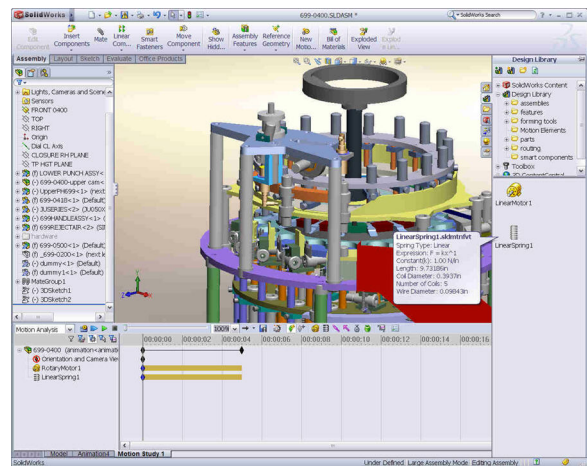 SolidWorks
699-0400.SLDASM
SolidWorks Search
Edit Component
Insert Components
Mate
Linear Com...
Smart Fasteners
Move Component
Show Hidd...
Assembly Features
Reference Geometry
New Motio...
Bill of Materials
Exploded View
Assembly Layout Sketch Evaluate Office Products
Design Library
Lights, Cameras and Scene
Sensors
FRONT 0400
TOP
RIGHT
Origin
Dial CL Axis
CLOSURE RH PLANE
TP HGT PLANE
(f) LOWER PUNCH ASSY<
(-) 699-0400-upper cam<
(-) UpperPH699<1> (next
(f) 699-0418<1> (Default)
(-) 699HANDLEASSY<1> (
(f) 699REJECTAIR<2> (
hardware
(f) 699-0500<1> (Default)
(f) _699-0200<1> (next le
(-) dummy<1> (Default)
(f) dummy1<1> (Default)
MateGroup1
(-) 3DSketch1
(-) 3DSketch2
SolidWorks Content
Design Library
assemblies
features
forming tools
Motion Elements
parts
routing
smart components
Toolbox
3D ContentCentral
LinearMotor1
LinearSpring1
LinearSpring1.sldmtnfvt
Spring Type: Linear
Expression: F = kx^1
Constant(k): 1.00 N/in
Length: 9.73186in
Coil Diameter: 0.3937in
Number of Coils: 5
Wire Diameter: 0.09843in
Motion Analysis
100%
00:00:00 00:00:02 00:00:04 00:00:06 00:00:08 00:00:10 00:00:12 00:00:14 00:00:16
699-0400 (animation<animati
Orientation and Camera View
RotaryMotor1
LinearSpring1
Model Animation4 Motion Study 1
SolidWorks
Under Defined Large Assembly Mode Editing Assembly